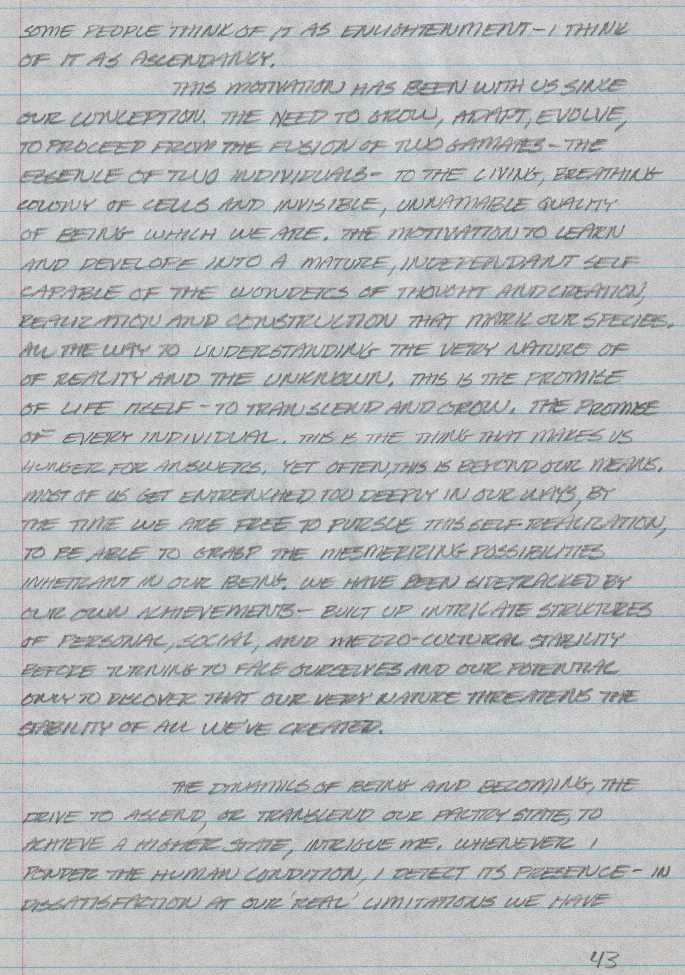 SOME PEOPLE THINK OF IT AS ENLIGHTENMENT - I THINK
OF IT AS ASCENDANCY.
THIS MOTIVATION HAS BEEN WITH US SINCE
OUR CONCEPTION. THE NEED TO GROW, ADAPT, EVOLVE,
TO PROCEED FROM THE FUSION OF TWO GAMATES - THE
ESSENCE OF TWO INDIVIDUALS - TO THE LIVING, BREATHING
COLONY OF CELLS AND INVISIBLE, UNNAMABLE QUALITY
OF BEING WHICH WE ARE. THE MOTIVATION TO LEARN
AND DEVELOPE INTO A MATURE, INDEPENDANT SELF
CAPABLE OF THE WONDERS OF THOUGHT AND CREATION,
REALIZATION AND CONSTRUCTION THAT MARK OUR SPECIES.
ALL THE WAY TO UNDERSTANDING THE VERY NATURE OF
OF REALITY AND THE UNKNOWN. THIS IS THE PROMISE
OF LIFE ITSELF - TO TRANSCEND AND GROW. THE PROMISE
OF EVERY INDIVIDUAL. THIS IS THE THING THAT MAKES US
HUNGER FOR ANSWERS. YET OFTEN, THIS IS BEYOND OUR MEANS.
MOST OF US GET ENTRENCHED TOO DEEPLY IN OUR WAYS, BY
THE TIME WE ARE FREE TO PURSUE THIS SELF REALIZATION,
TO BE ABLE TO GRASP THE MESMERIZING POSSIBILITIES
INHERANT IN OUR BEING. WE HAVE BEEN SIDETRACKED BY
OUR OWN ACHIEVEMENTS - BUILT UP INTRICATE STRUCTURES
OF PERSONAL, SOCIAL, AND MECRO-CULTURAL STABILITY
BEFORE TURNING TO FACE OURSELVES AND OUR POTENTIAL
ONLY TO DISCOVER THAT OUR VERY NATURE THREATENS THE
STABILITY OF ALL WE'VE CREATED.
THE DYNAMICS OF BEING AND BECOMING, THE
DRIVE TO ASCEND, OR TRANSCEND OUR PALTRY STATE, TO
ACHIEVE A HIGHER STATE, INTRIGUE ME. WHENEVER I
PONDER THE HUMAN CONDITION, I DETECT ITS PRESENCE - IN
DISSATISFACTION AT OUR 'REAL' LIMITATIONS WE HAVE
43